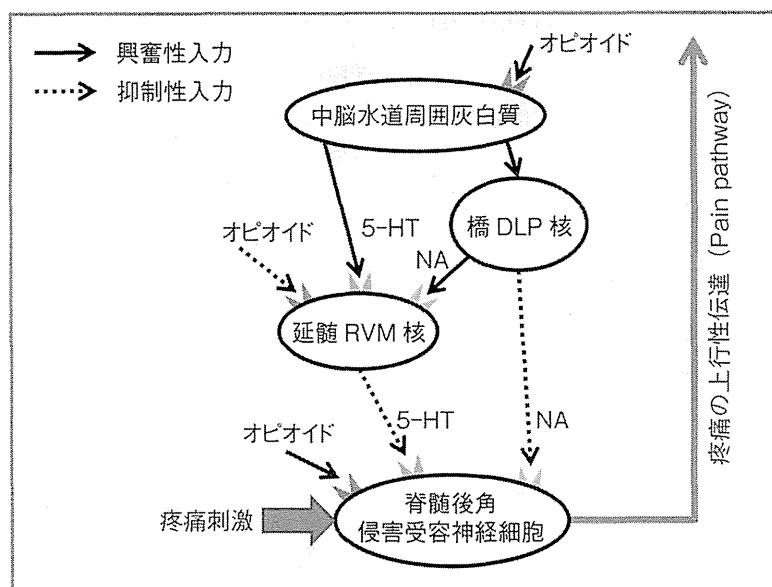 興奮性入力
抑制性入力
オピオイド
中脳水道周囲灰白質
橋 DLP 核
オピオイド
5-HT
NA
延髄 RVM 核
5-HT
NA
オピオイド
疼痛刺激
脊髄後角
侵害受容神経細胞
疼痛の上行性伝達 (Pain pathway)